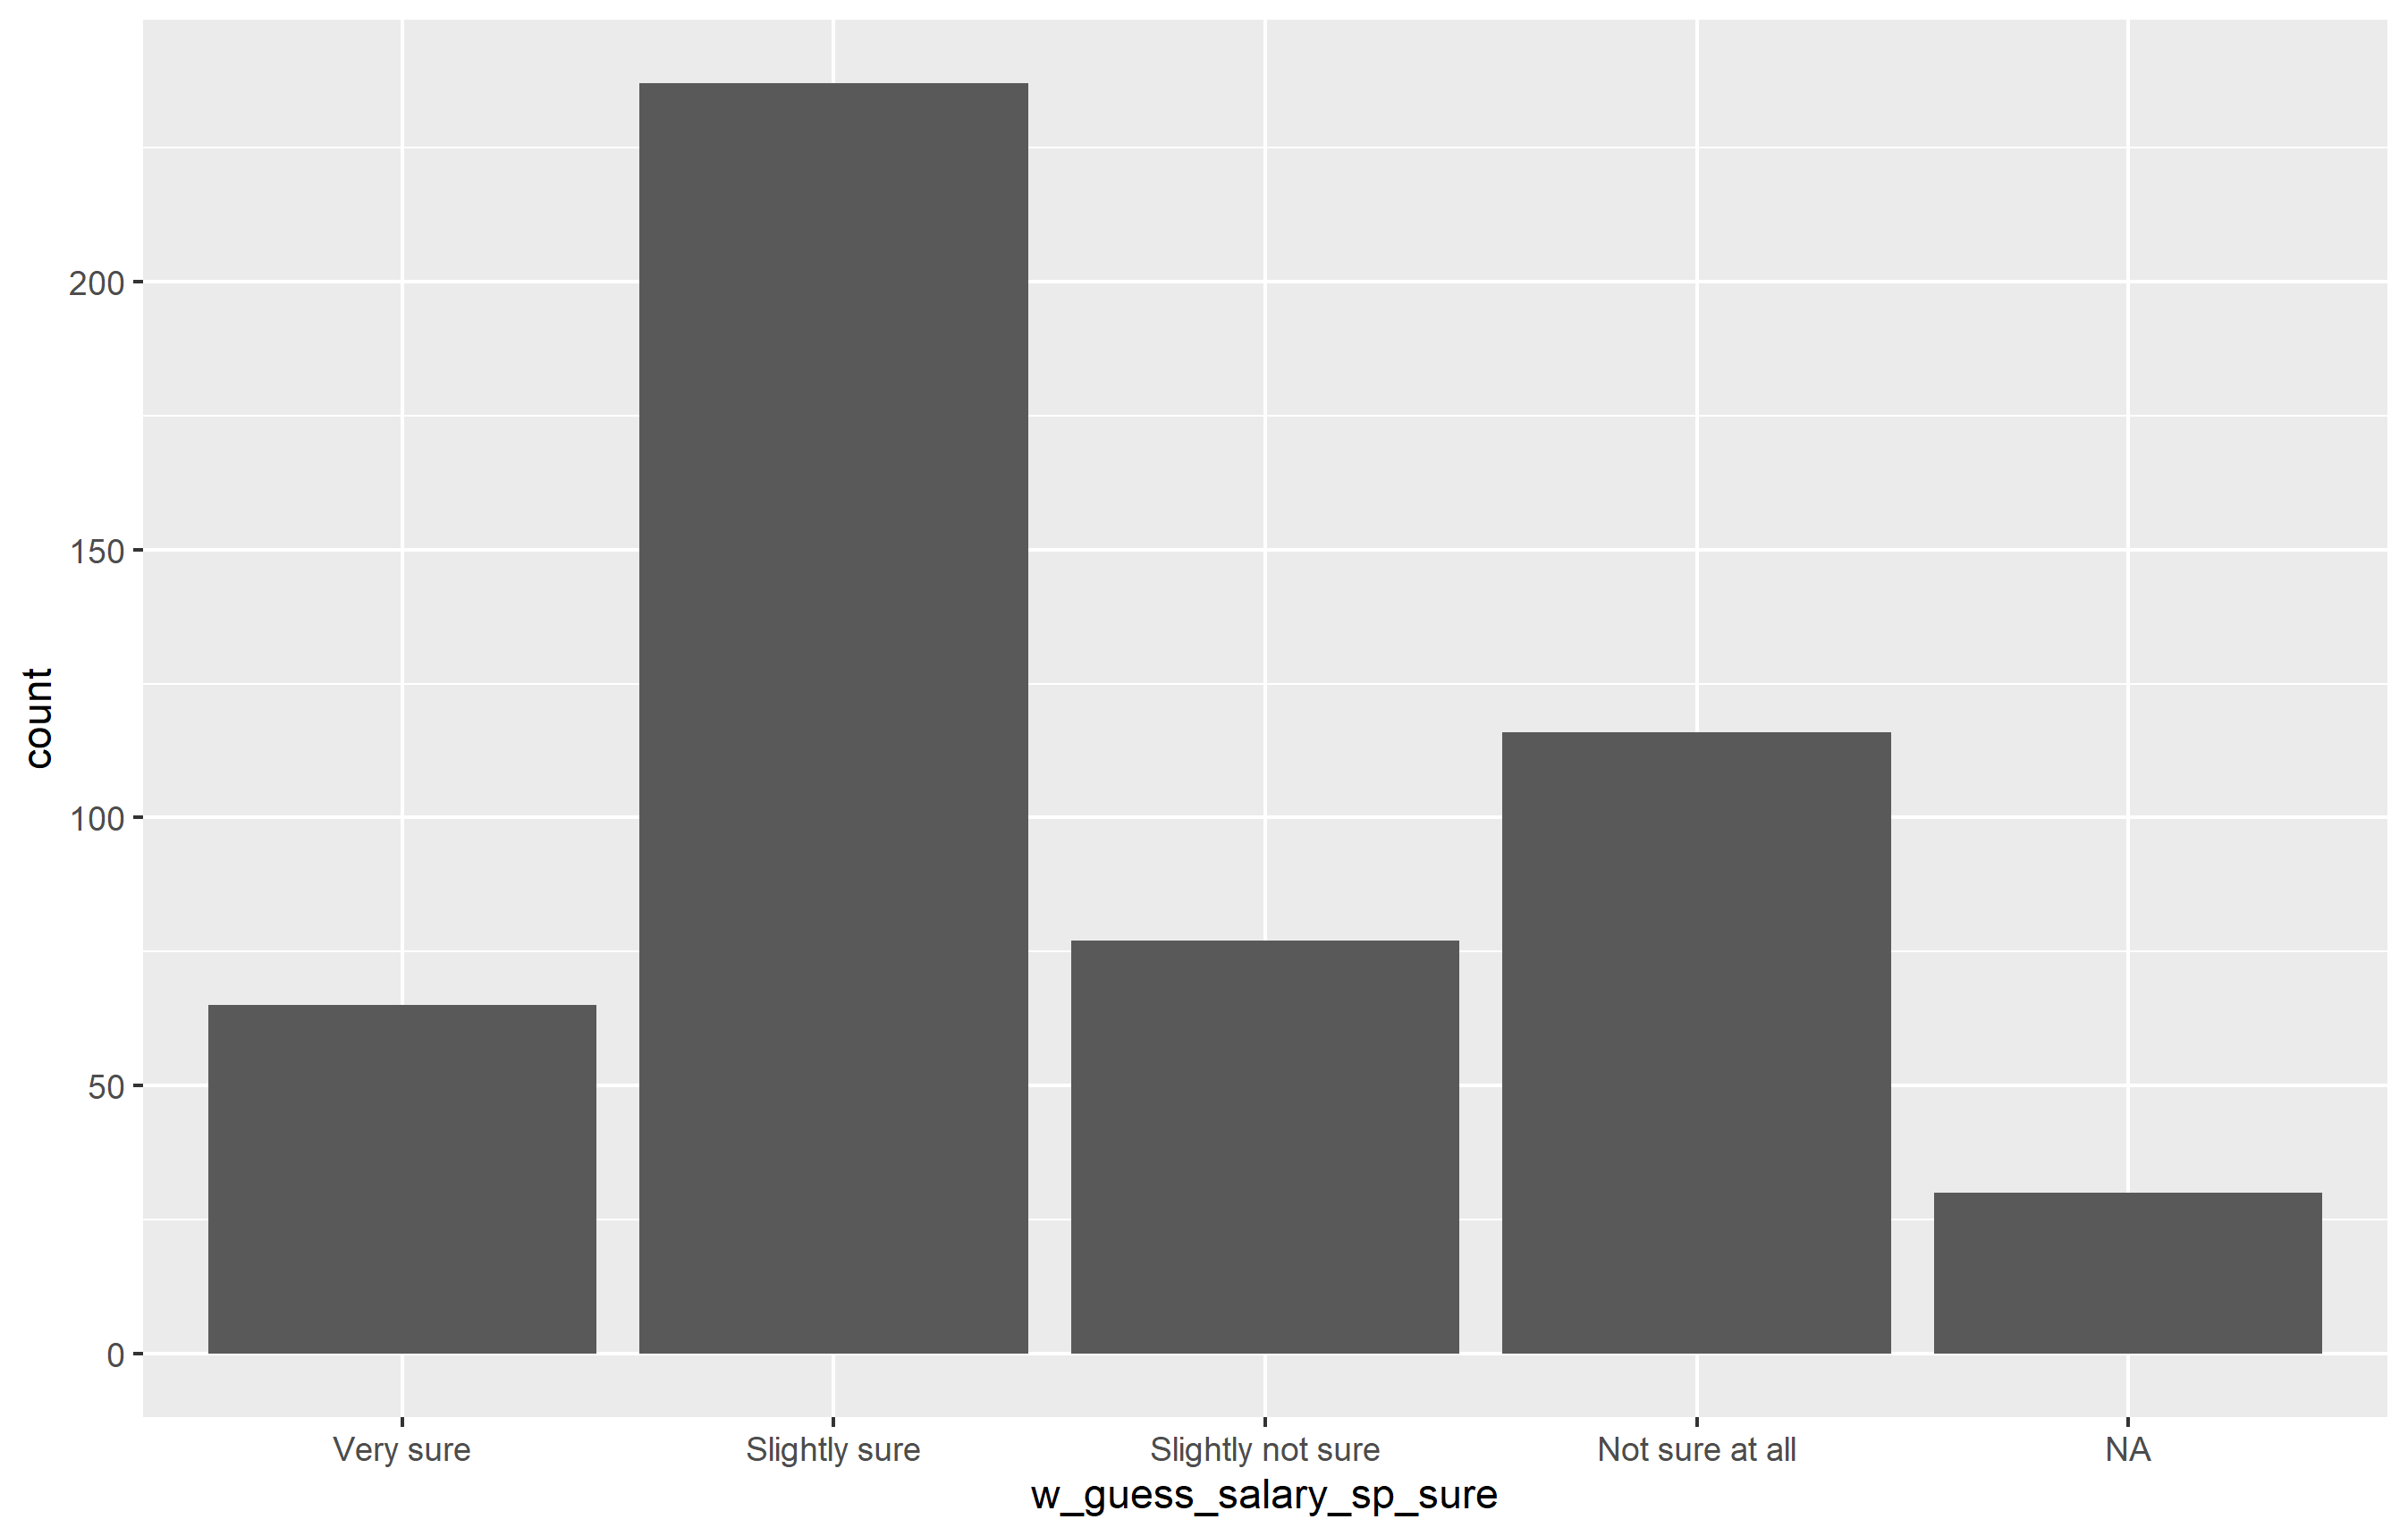 count
200
150
100
50
0
Very sure
Slightly sure
Slightly not sure
Not sure at all
NA
w_guess_salary_sp_sure